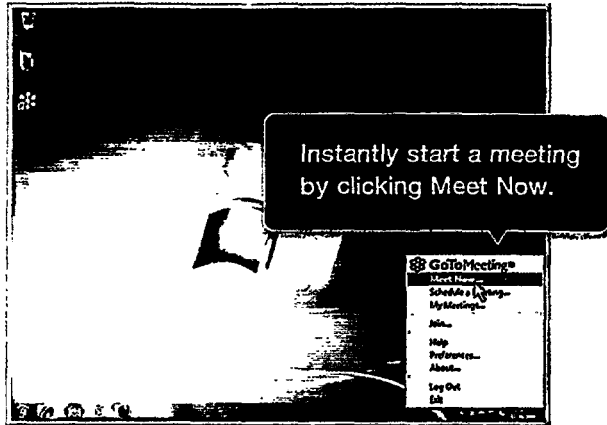 Instantly start a meeting
by clicking Meet Now.
GoToMeeting
Meet Now...
Schedule a Meeting...
My Meetings...
Join...
Help
Preferences...
About...
Log Out
Exit